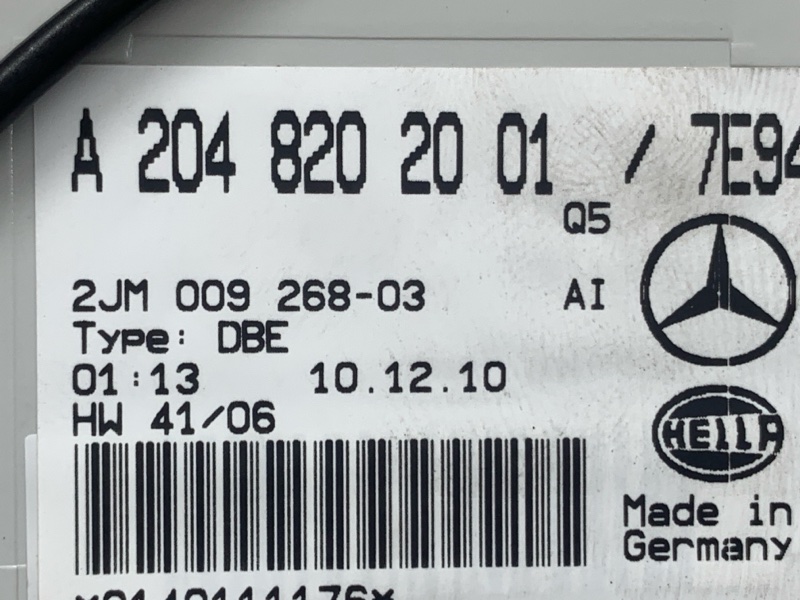 A 204 820 20 01 / 7E94
Q5
2JM 009 268-03 AI
Type: DBE
01:13 10.12.10
HW 41/06
HELLA
Made in
Germany